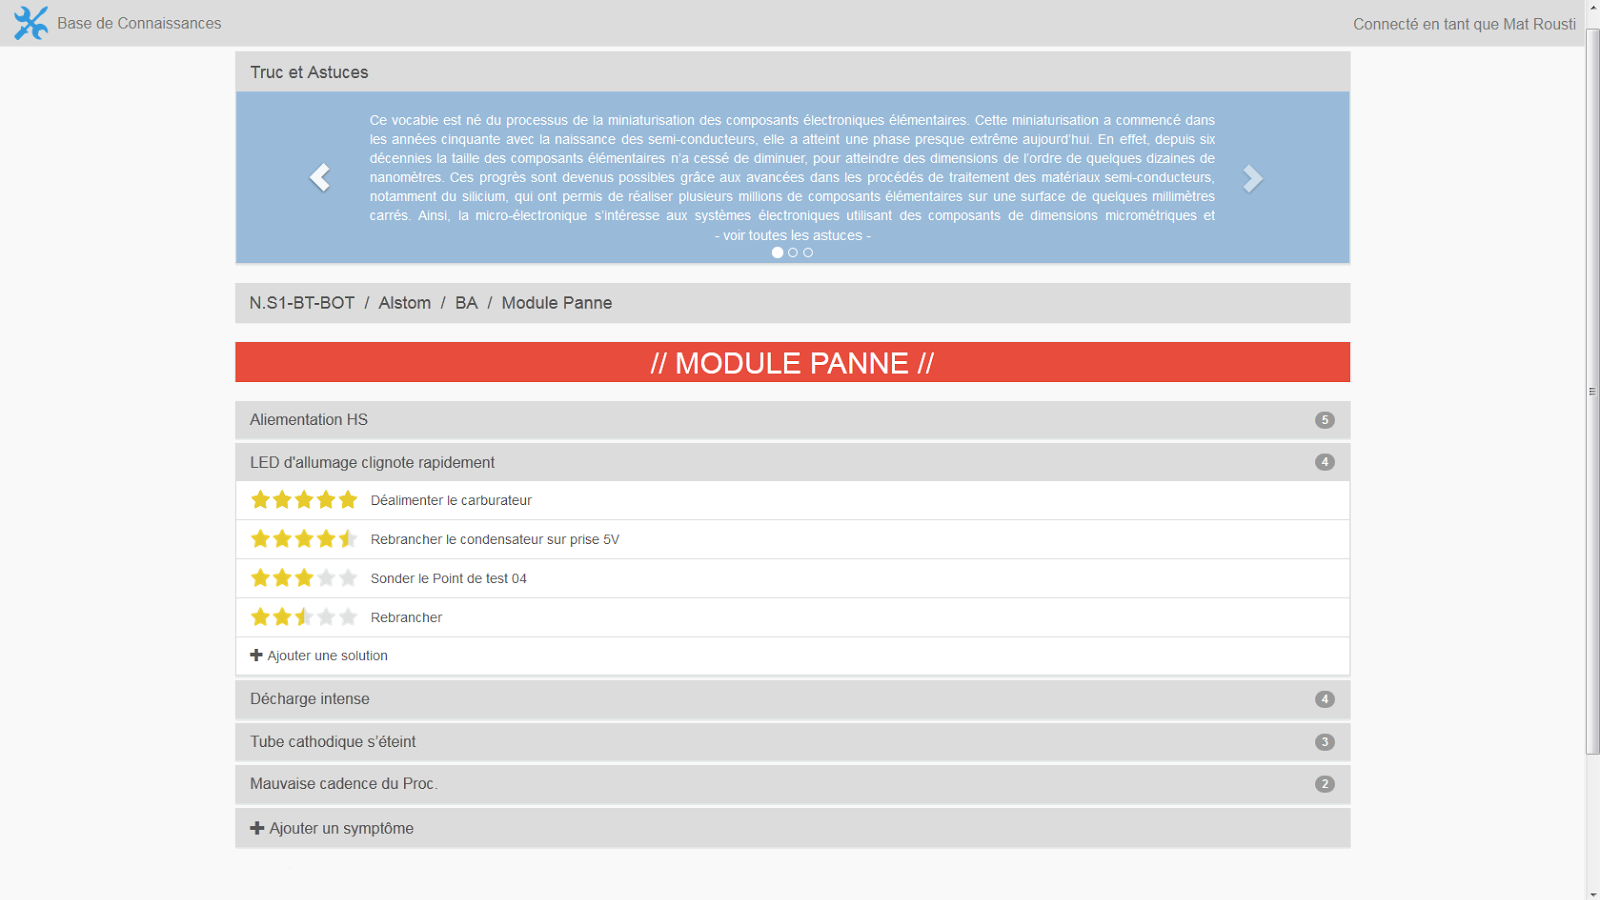 Base de Connaissances
Connecté en tant que Mat Rousti
Truc et Astuces
Ce vocable est né du processus de la miniaturisation des composants électroniques élémentaires. Cette miniaturisation a commencé dans
les années cinquante avec la naissance des semi-conducteurs, elle a atteint une phase presque extrême aujourd'hui. En effet, depuis six
décennies la taille des composants élémentaires n'a cessé de diminuer, pour atteindre des dimensions de l'ordre de quelques dizaines de
nanomètres. Ces progrès sont devenus possibles grâce aux avancées dans les procédés de traitement des matériaux semi-conducteurs,
notamment du silicium, qui ont permis de réaliser plusieurs millions de composants élémentaires sur une surface de quelques millimètres
carrés. Ainsi, la micro-électronique s'intéresse aux systèmes électroniques utilisant des composants de dimensions micrométriques et
- voir toutes les astuces -
N.S1-BT-BOT / Alstom / BA / Module Panne
// MODULE PANNE //
Aliementation HS 5
LED d'allumage clignote rapidement 4
Déalimenter le carburateur
Rebrancher le condensateur sur prise 5V
Sonder le Point de test 04
Rebrancher
Ajouter une solution
Décharge intense 4
Tube cathodique s'éteint 3
Mauvaise cadence du Proc. 2
Ajouter un symptôme